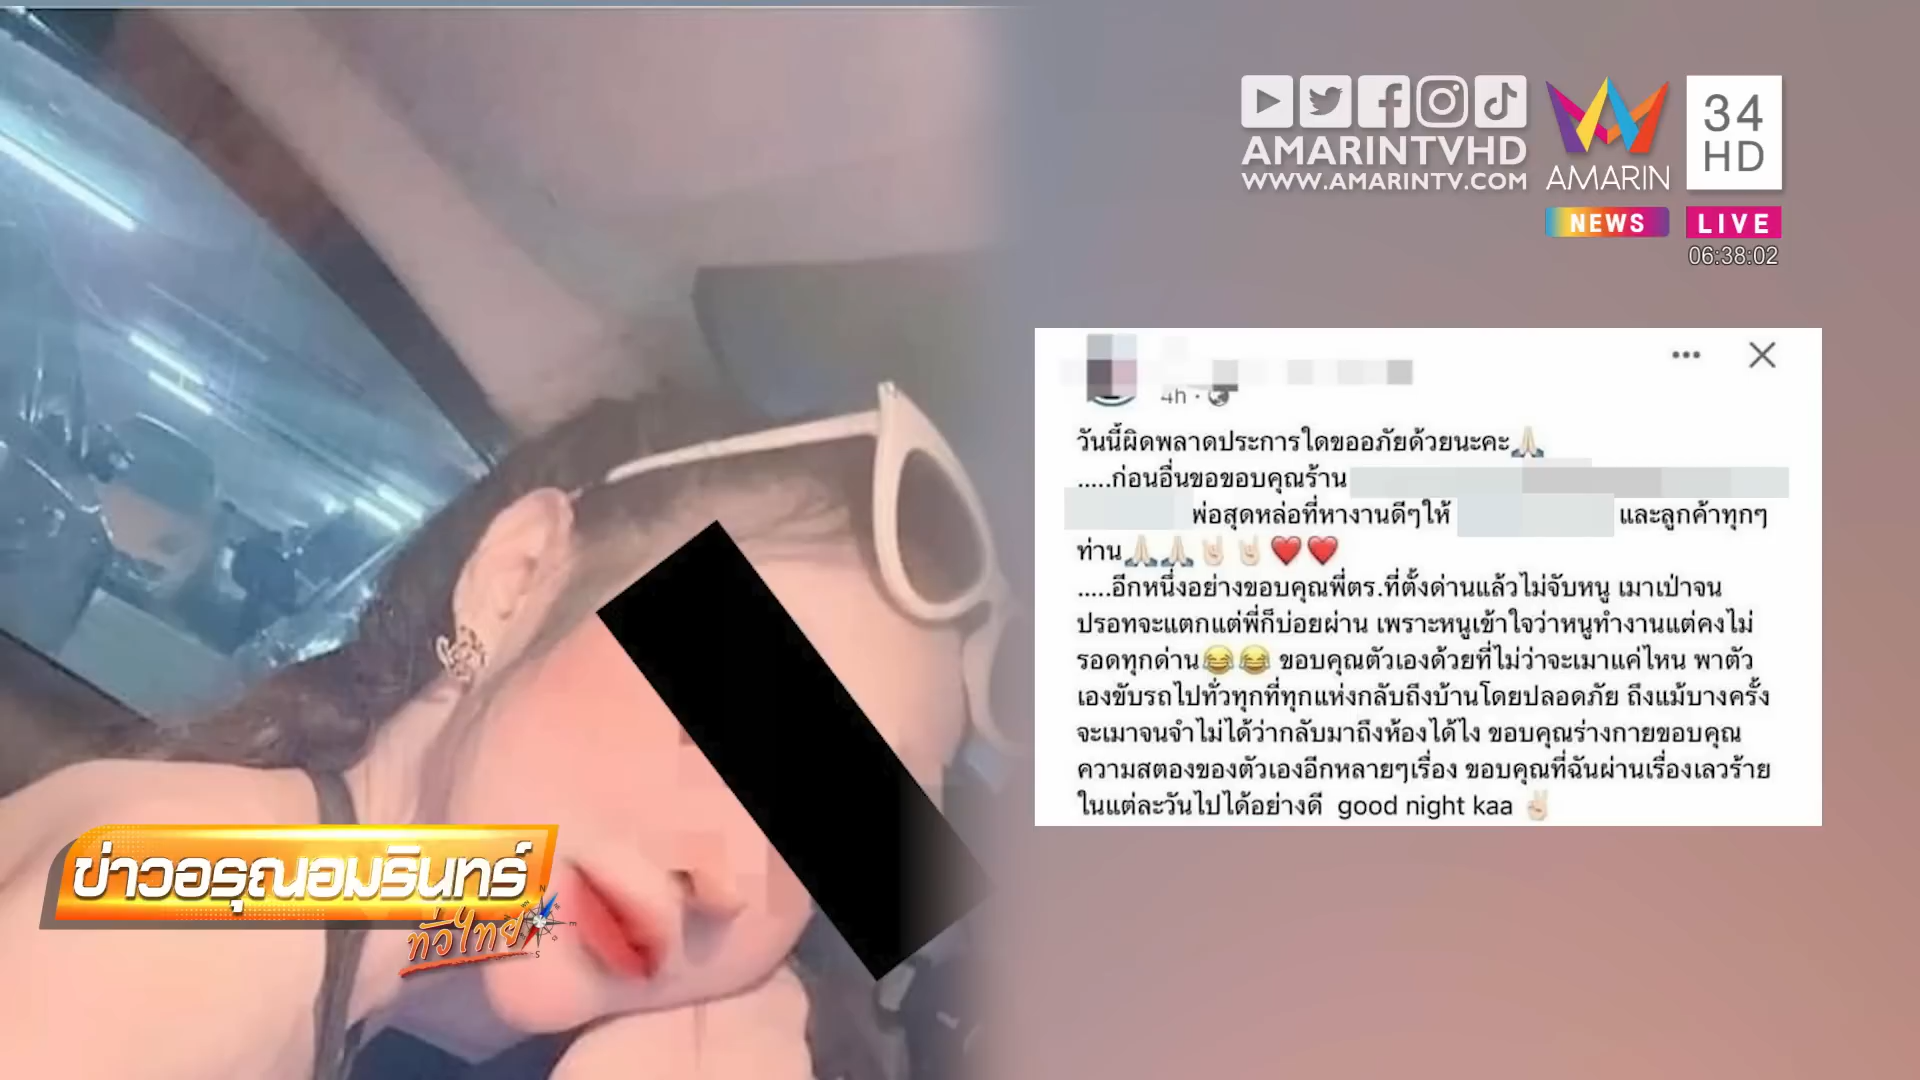 AMARINTVHD
WWW.AMARINTV.COM
AMARIN
34
HD
NEWS
LIVE
06:38:02
4h
วันนี้ผิดพลาดประการใดขออภัยด้วยนะคะ🙏🏻
.....ก่อนอื่นขอขอบคุณร้าน
พ่อสุดหล่อที่หางานดีๆให้ และลูกค้าทุกๆ
ท่าน🙏🏻🙏🏻🤘🏻🤘🏻❤️❤️
.....อีกหนึ่งอย่างขอบคุณพี่ตร.ที่ตั้งด่านแล้วไม่จับหนู เมาเป่าจน
ปรอทจะแตกแต่พี่ก็บ่อยผ่าน เพราะหนูเข้าใจว่าหนูทำงานแต่คงไม่
รอดทุกด่าน😂😂 ขอบคุณตัวเองด้วยที่ไม่ว่าจะเมาแค่ไหน พาตัว
เองขับรถไปทั่วทุกที่ทุกแห่งกลับถึงบ้านโดยปลอดภัย ถึงแม้บางครั้ง
จะเมาจนจำไม่ได้ว่ากลับมาถึงห้องได้ไง ขอบคุณร่างกายขอบคุณ
ความสตองของตัวเองอีกหลายๆเรื่อง ขอบคุณที่ฉันผ่านเรื่องเลวร้าย
ในแต่ละวันไปได้อย่างดี good night kaa ✌🏻
ข่าวอรุณอมรินทร์
ทั่วไทย